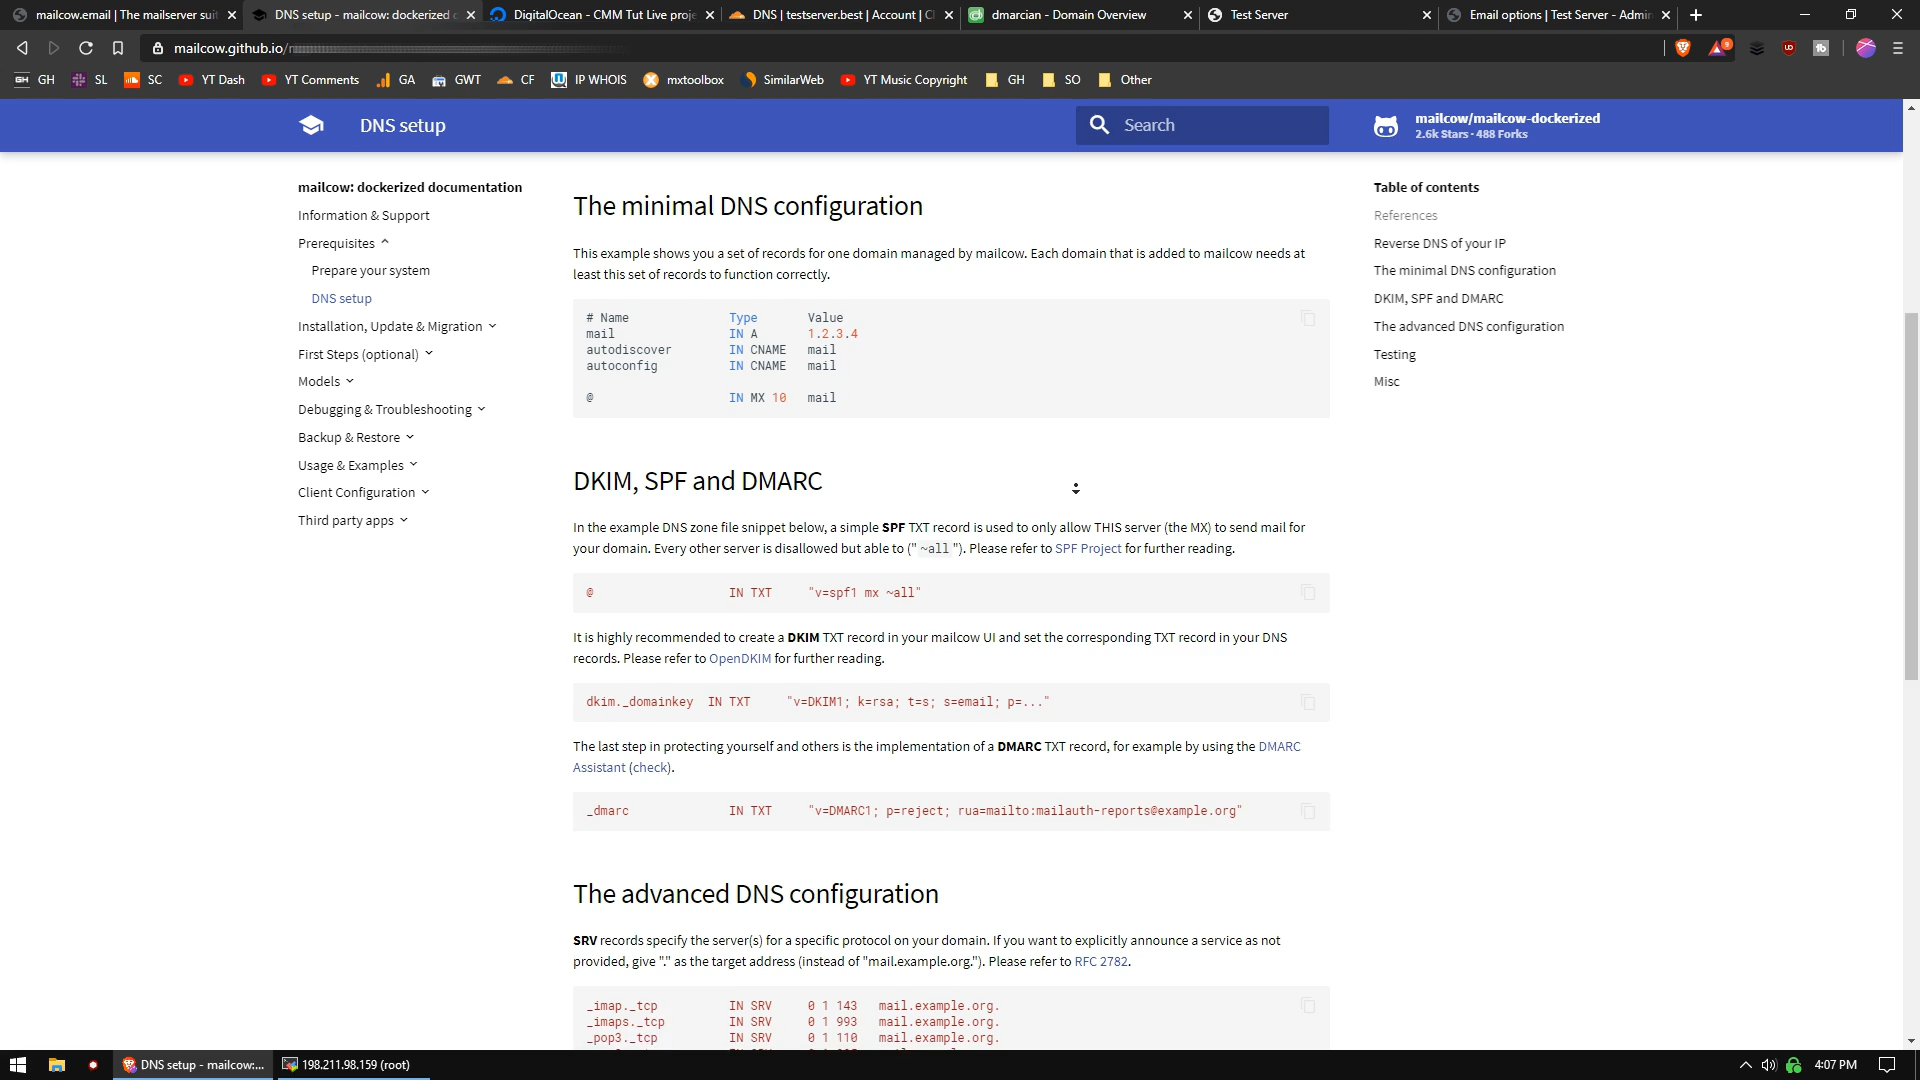 mailcow.email | The mailserver sui
DNS setup - mailcow: dockerized
DigitalOcean - CMM Tut Live proje
DNS | testserver.best | Account | C
dmarcian - Domain Overview
Test Server
Email options | Test Server - Admin
mailcow.github.io/
9
GH
SL
SC
YT Dash
YT Comments
GA
GWT
CF
IP WHOIS
mxtoolbox
SimilarWeb
YT Music Copyright
GH
SO
Other
DNS setup
Search
mailcow/mailcow-dockerized
2.6k Stars · 488 Forks
mailcow: dockerized documentation
Information & Support
Prerequisites
Prepare your system
DNS setup
Installation, Update & Migration
First Steps (optional)
Models
Debugging & Troubleshooting
Backup & Restore
Usage & Examples
Client Configuration
Third party apps
The minimal DNS configuration
This example shows you a set of records for one domain managed by mailcow. Each domain that is added to mailcow needs at
least this set of records to function correctly.
# Name Type Value
mail IN A 1.2.3.4
autodiscover IN CNAME mail
autoconfig IN CNAME mail
@ IN MX 10 mail
DKIM, SPF and DMARC
In the example DNS zone file snippet below, a simple SPF TXT record is used to only allow THIS server (the MX) to send mail for
your domain. Every other server is disallowed but able to ("~all"). Please refer to SPF Project for further reading.
@ IN TXT "v=spf1 mx ~all"
It is highly recommended to create a DKIM TXT record in your mailcow UI and set the corresponding TXT record in your DNS
records. Please refer to OpenDKIM for further reading.
dkim._domainkey IN TXT "v=DKIM1; k=rsa; t=s; s=email; p=..."
The last step in protecting yourself and others is the implementation of a DMARC TXT record, for example by using the DMARC
Assistant (check).
_dmarc IN TXT "v=DMARC1; p=reject; rua=mailto:mailauth-reports@example.org"
The advanced DNS configuration
SRV records specify the server(s) for a specific protocol on your domain. If you want to explicitly announce a service as not
provided, give "." as the target address (instead of "mail.example.org."). Please refer to RFC 2782.
_imap._tcp IN SRV 0 1 143 mail.example.org.
_imaps._tcp IN SRV 0 1 993 mail.example.org.
_pop3._tcp IN SRV 0 1 110 mail.example.org.
Table of contents
References
Reverse DNS of your IP
The minimal DNS configuration
DKIM, SPF and DMARC
The advanced DNS configuration
Testing
Misc
DNS setup - mailcow:...
198.211.98.159 (root)
4:07 PM